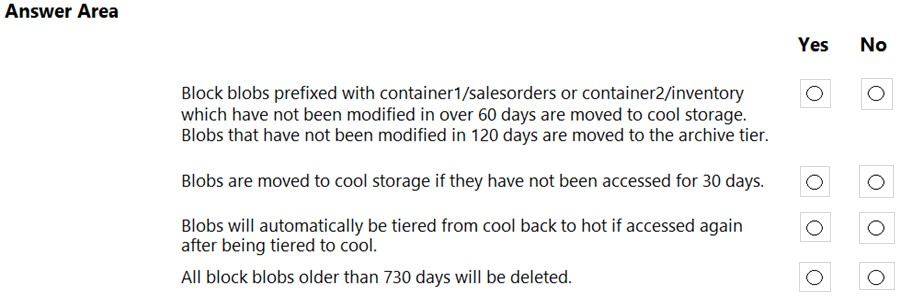 Answer Area
Yes No
Block blobs prefixed with container1/salesorders or container2/inventory
which have not been modified in over 60 days are moved to cool storage.
Blobs that have not been modified in 120 days are moved to the archive tier.
Blobs are moved to cool storage if they have not been accessed for 30 days.
Blobs will automatically be tiered from cool back to hot if accessed again
after being tiered to cool.
All block blobs older than 730 days will be deleted.